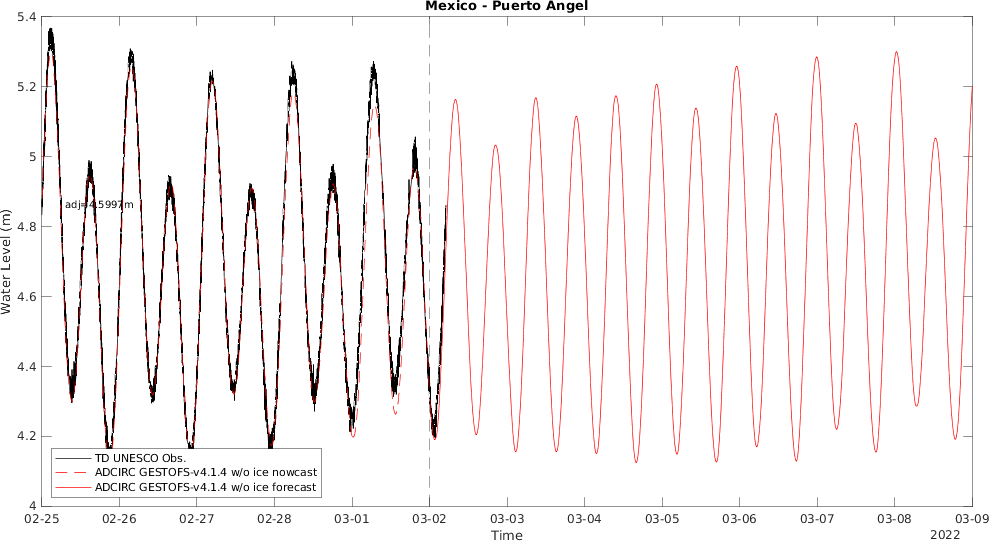 Mexico - Puerto Angel
5.4
5.2
5
4.8
4.6
4.4
4.2
4
Water Level (m)
adj=4.5997m
TD UNESCO Obs.
ADCIRC GESTOFS-v4.1.4 w/o ice nowcast
ADCIRC GESTOFS-v4.1.4 w/o ice forecast
02-25 02-26 02-27 02-28 03-01 03-02 03-03 03-04 03-05 03-06 03-07 03-08 03-09
Time
2022